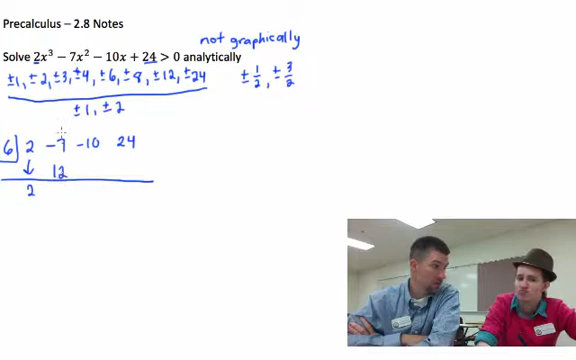 Precalculus – 2.8 Notes
not graphically
Solve 2x³ − 7x² − 10x + 24 > 0 analytically
±1, ±2, ±3, ±4, ±6, ±8, ±12, ±24
±1, ±2
± 1/2, ± 3/2
6 2 −7 −10 24
↓ 12
2